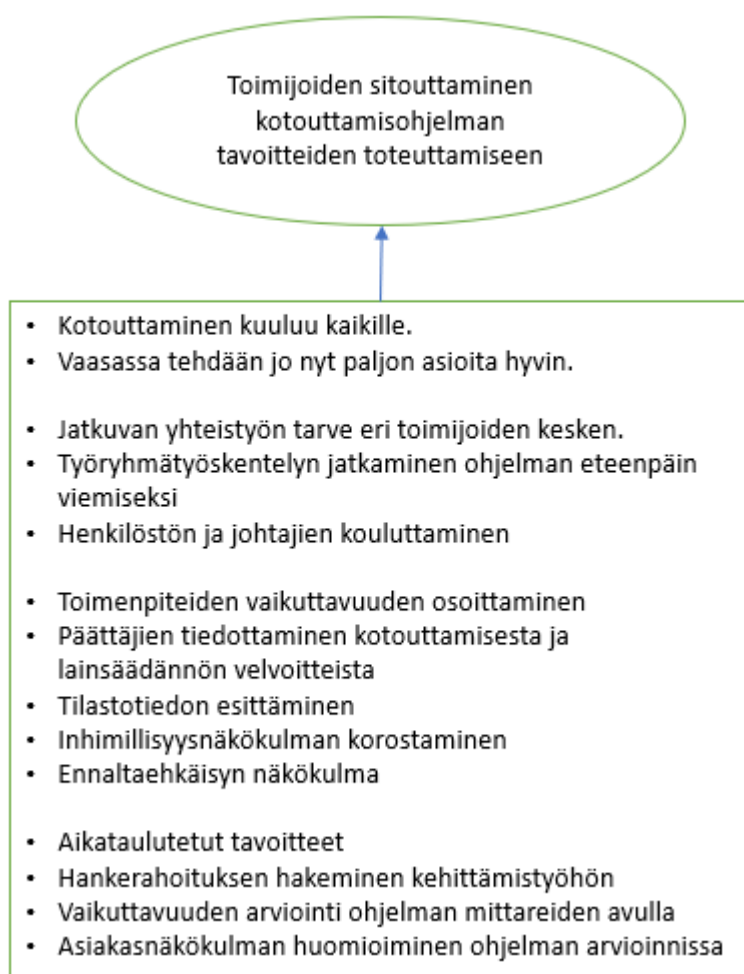 Toimijoiden sitouttaminen
kotouttamisohjelman
tavoitteiden toteuttamiseen
• Kotouttaminen kuuluu kaikille.
• Vaasassa tehdään jo nyt paljon asioita hyvin.
• Jatkuvan yhteistyön tarve eri toimijoiden kesken.
• Työryhmätyöskentelyn jatkaminen ohjelman eteenpäin
viemiseksi
• Henkilöstön ja johtajien kouluttaminen
• Toimenpiteiden vaikuttavuuden osoittaminen
• Päättäjien tiedottaminen kotouttamisesta ja
lainsäädännön velvoitteista
• Tilastotiedon esittäminen
• Inhimillisyysnäkökulman korostaminen
• Ennaltaehkäisyn näkökulma
• Aikataulutetut tavoitteet
• Hankerahoituksen hakeminen kehittämistyöhön
• Vaikuttavuuden arviointi ohjelman mittareiden avulla
• Asiakasnäkökulman huomioiminen ohjelman arvioinnissa